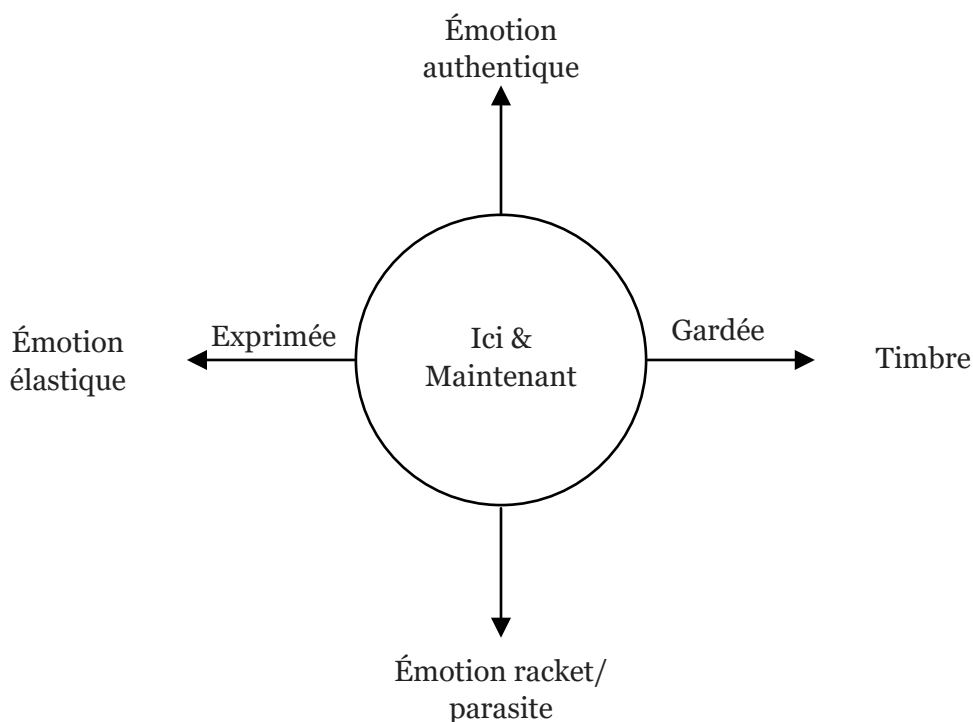 Émotion
authentique
Émotion
élastique
Exprimée
Ici &
Maintenant
Gardée
Timbre
Émotion racket/
parasite